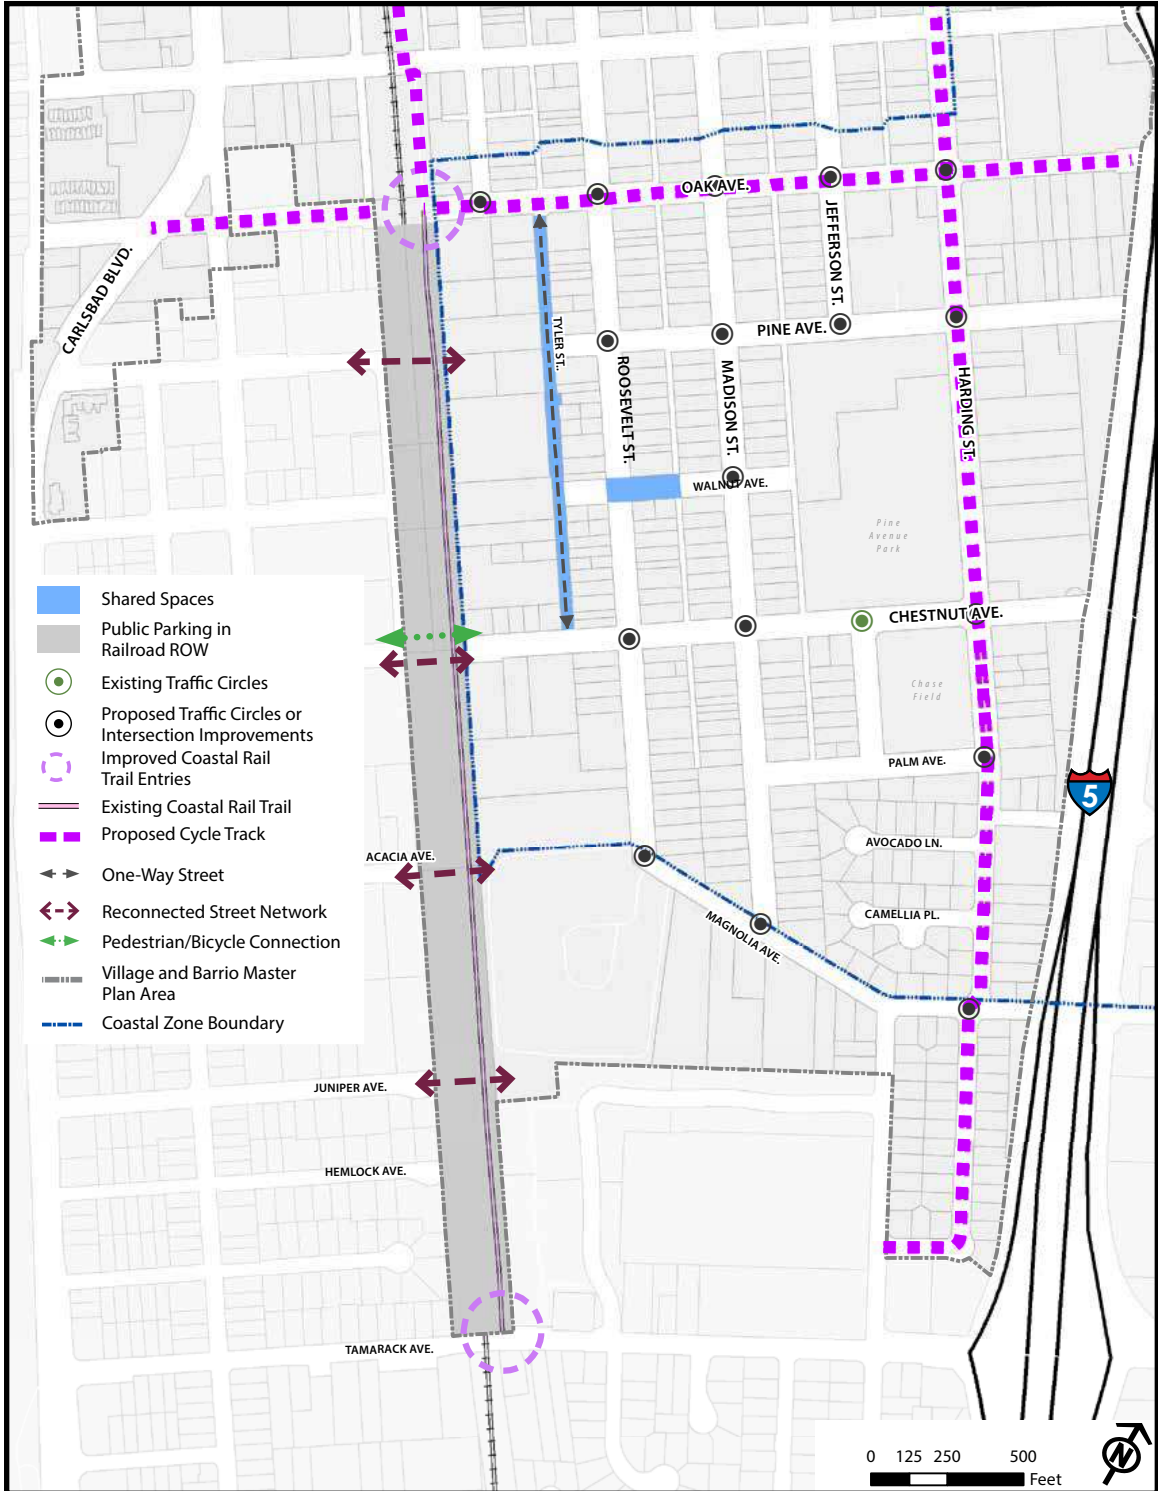 OAK AVE.
CARLSBAD BLVD.
JEFFERSON ST.
TYLER ST.
PINE AVE.
ROOSEVELT ST.
MADISON ST.
HARDING ST.
WALNUT AVE.
Pine
Avenue
Park
CHESTNUT AVE.
Chase
Field
PALM AVE.
5
AVOCADO LN.
CAMELLIA PL.
MAGNOLIA AVE.
ACACIA AVE.
Shared Spaces
Public Parking in
Railroad ROW
Existing Traffic Circles
Proposed Traffic Circles or
Intersection Improvements
Improved Coastal Rail
Trail Entries
Existing Coastal Rail Trail
Proposed Cycle Track
One-Way Street
Reconnected Street Network
Pedestrian/Bicycle Connection
Village and Barrio Master
Plan Area
Coastal Zone Boundary
JUNIPER AVE.
HEMLOCK AVE.
TAMARACK AVE.
0 125 250 500
Feet
N